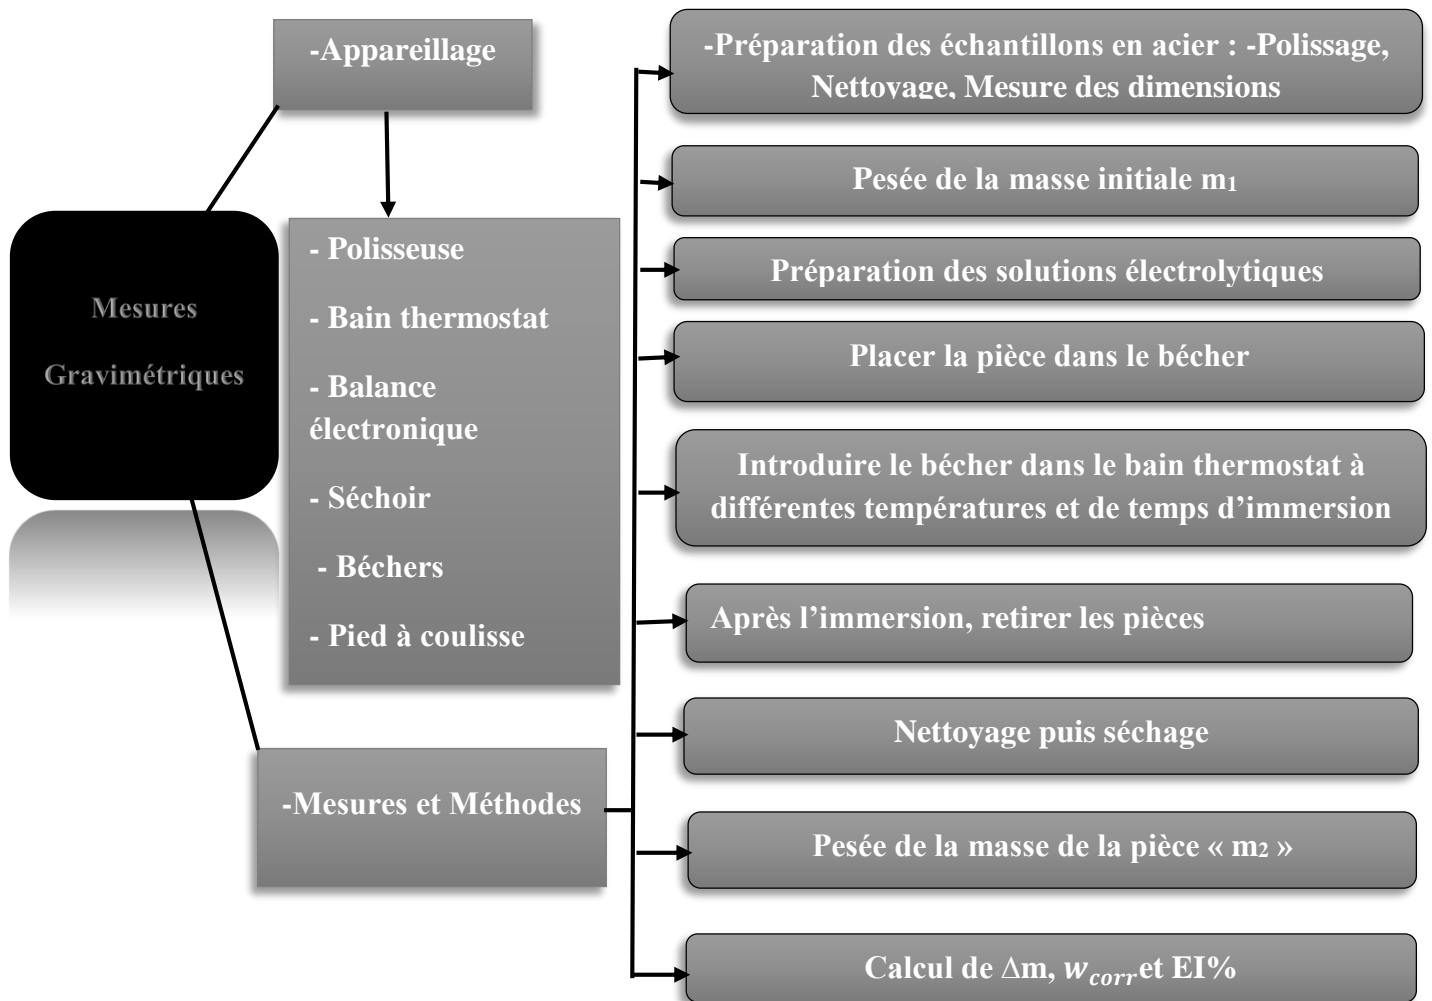 -Appareillage
- Polisseuse
- Bain thermostat
- Balance
électronique
- Séchoir
- Béchers
- Pied à coulisse
Mesures
Gravimétriques
-Mesures et Méthodes
-Préparation des échantillons en acier : -Polissage,
Nettoyage, Mesure des dimensions
Pesée de la masse initiale m₁
Préparation des solutions électrolytiques
Placer la pièce dans le bécher
Introduire le bécher dans le bain thermostat à
différentes températures et de temps d’immersion
Après l’immersion, retirer les pièces
Nettoyage puis séchage
Pesée de la masse de la pièce « m₂ »
Calcul de Δm, w_corr et EI%